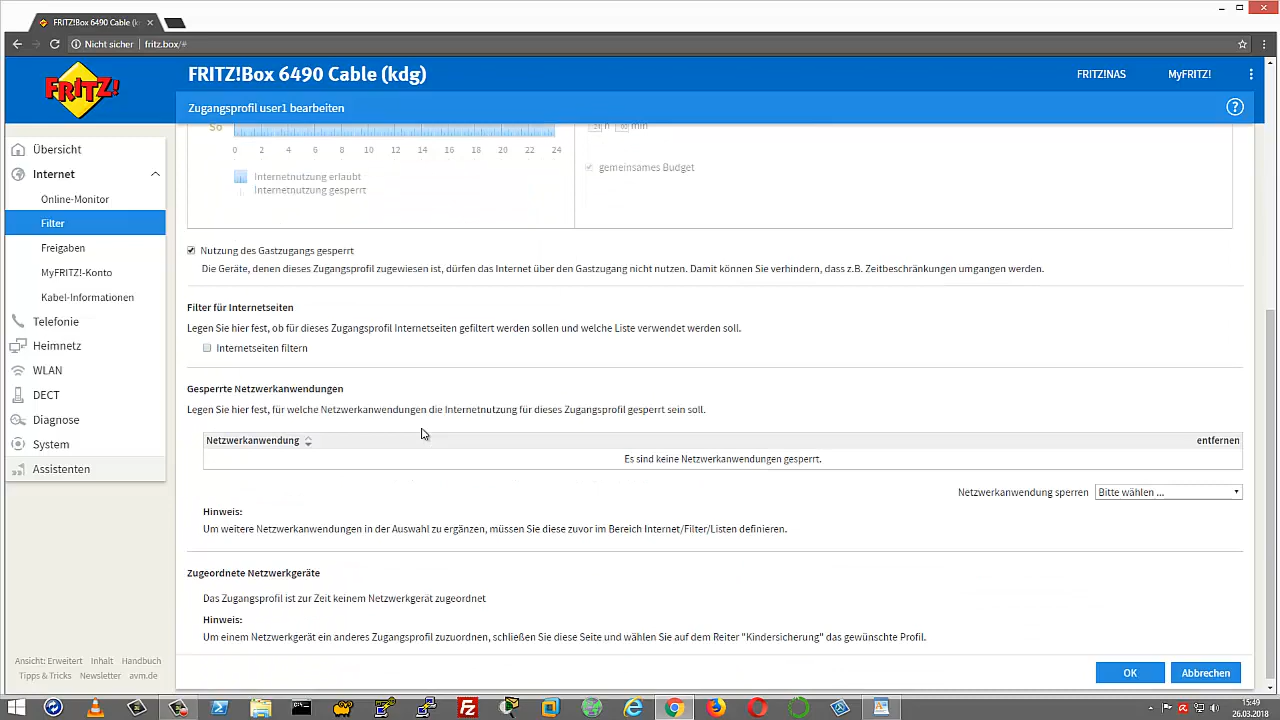 FRITZ!Box 6490 Cable (k
Nicht sicher | fritz.box/#
FRITZ!
FRITZ!Box 6490 Cable (kdg)
FRITZ!NAS
MyFRITZ!
Zugangsprofil user1 bearbeiten
?
Übersicht
Internet
Online-Monitor
Filter
Freigaben
MyFRITZ!-Konto
Kabel-Informationen
Telefonie
Heimnetz
WLAN
DECT
Diagnose
System
Assistenten
Ansicht: Erweitert Inhalt Handbuch
Tipps & Tricks Newsletter avm.de
So
0 2 4 6 8 10 12 14 16 18 20 22 24
Internetnutzung erlaubt
Internetnutzung gesperrt
h min
gemeinsames Budget
Nutzung des Gastzugangs gesperrt
Die Geräte, denen dieses Zugangsprofil zugewiesen ist, dürfen das Internet über den Gastzugang nicht nutzen. Damit können Sie verhindern, dass z.B. Zeitbeschränkungen umgangen werden.
Filter für Internetseiten
Legen Sie hier fest, ob für dieses Zugangsprofil Internetseiten gefiltert werden sollen und welche Liste verwendet werden soll.
Internetseiten filtern
Gesperrte Netzwerkanwendungen
Legen Sie hier fest, für welche Netzwerkanwendungen die Internetnutzung für dieses Zugangsprofil gesperrt sein soll.
Netzwerkanwendung entfernen
Es sind keine Netzwerkanwendungen gesperrt.
Netzwerkanwendung sperren Bitte wählen ...
Hinweis:
Um weitere Netzwerkanwendungen in der Auswahl zu ergänzen, müssen Sie diese zuvor im Bereich Internet/Filter/Listen definieren.
Zugeordnete Netzwerkgeräte
Das Zugangsprofil ist zur Zeit keinem Netzwerkgerät zugeordnet
Hinweis:
Um einem Netzwerkgerät ein anderes Zugangsprofil zuzuordnen, schließen Sie diese Seite und wählen Sie auf dem Reiter "Kindersicherung" das gewünschte Profil.
OK Abbrechen
15:49
26.03.2018